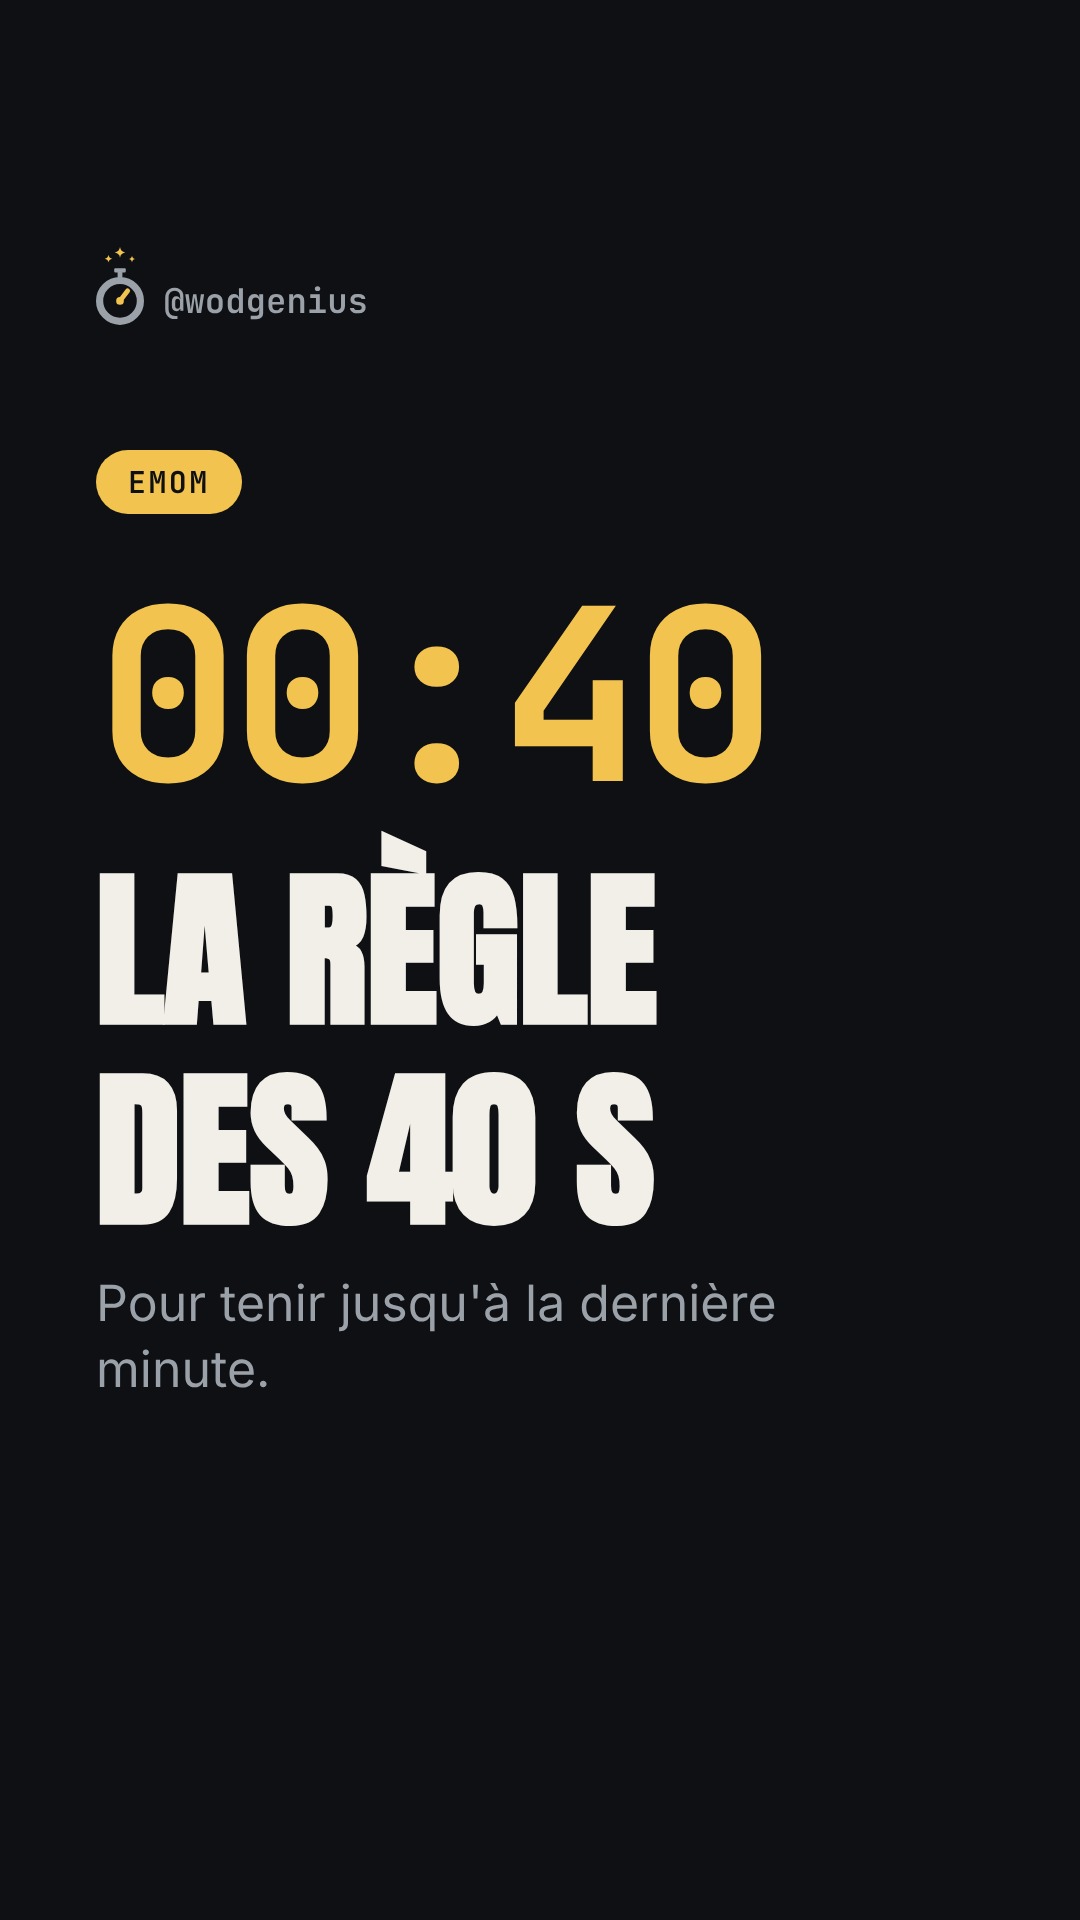 @wodgenius
EMOM
00:40
LA RÈGLE
DES 40 S
Pour tenir jusqu'à la dernière
minute.